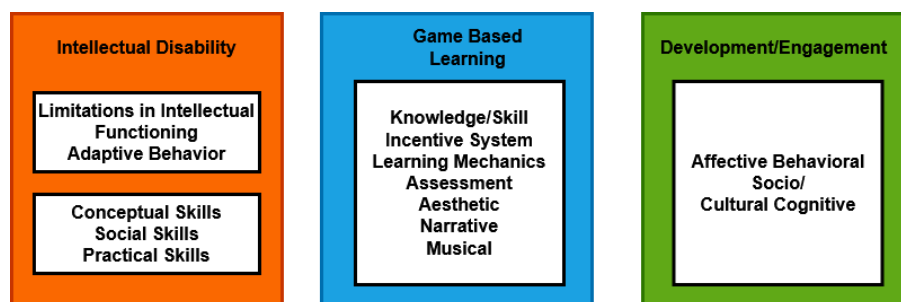 Intellectual Disability
Limitations in Intellectual
Functioning
Adaptive Behavior
Conceptual Skills
Social Skills
Practical Skills
Game Based
Learning
Knowledge/Skill
Incentive System
Learning Mechanics
Assessment
Aesthetic
Narrative
Musical
Development/Engagement
Affective Behavioral
Socio/
Cultural Cognitive